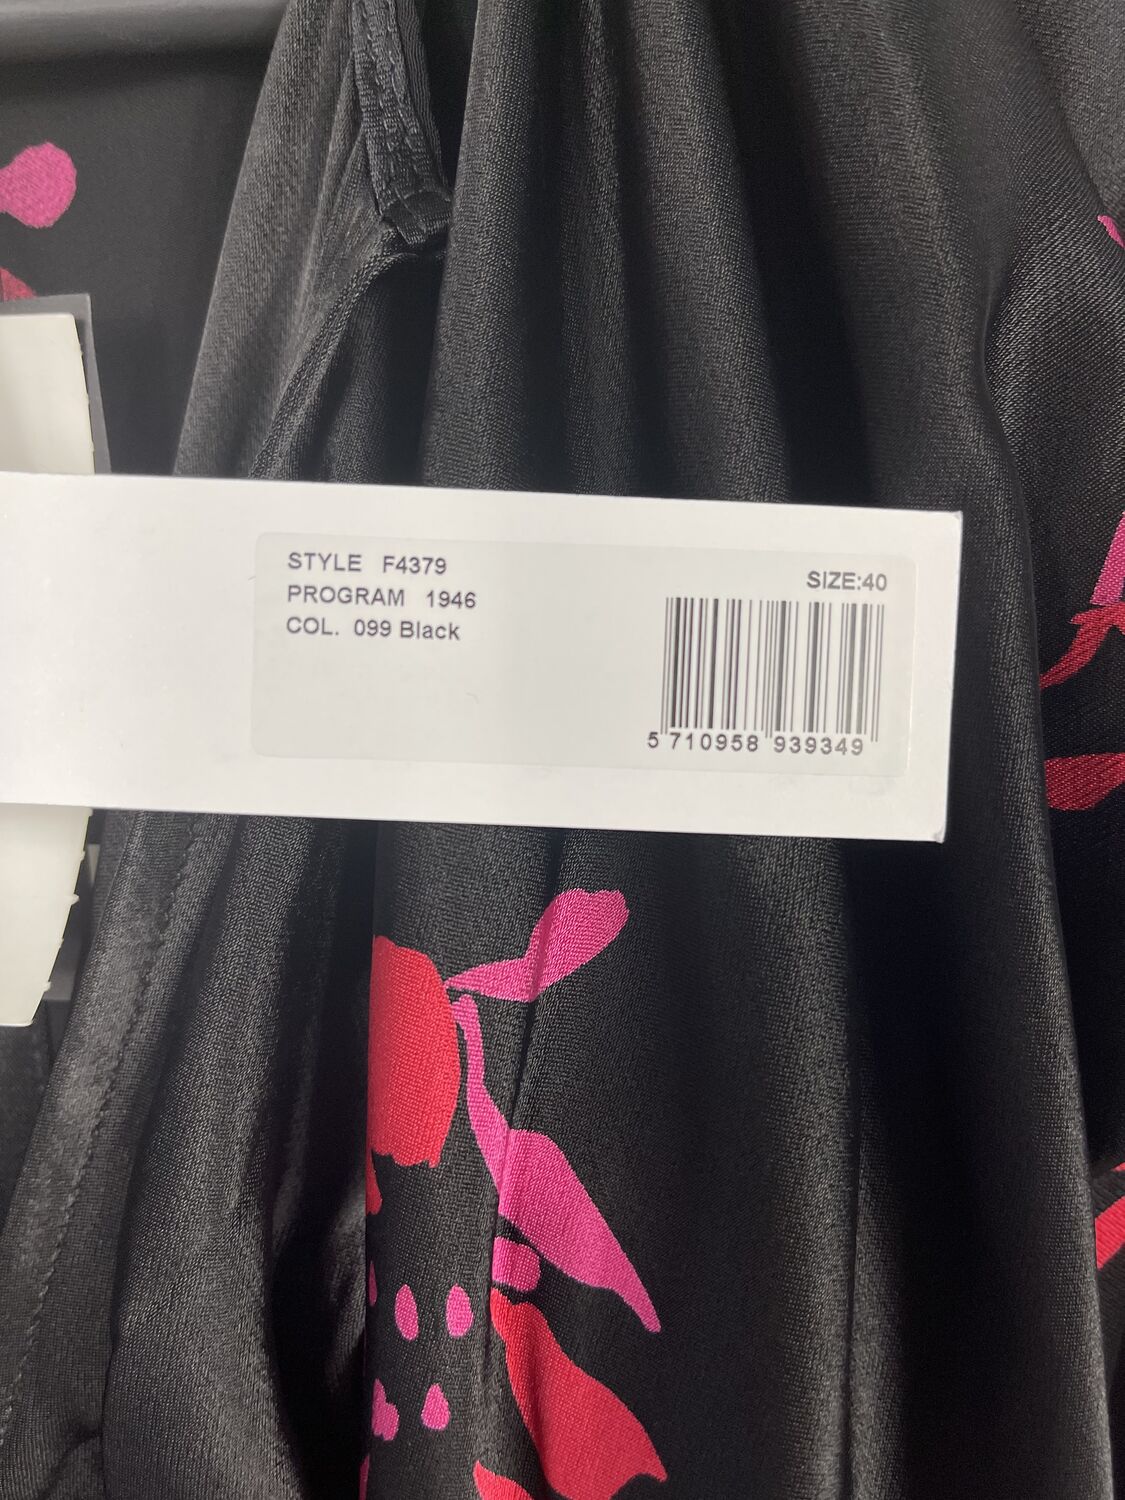 STYLE F4379
PROGRAM 1946
COL. 099 Black
SIZE:40
5 710958 939349